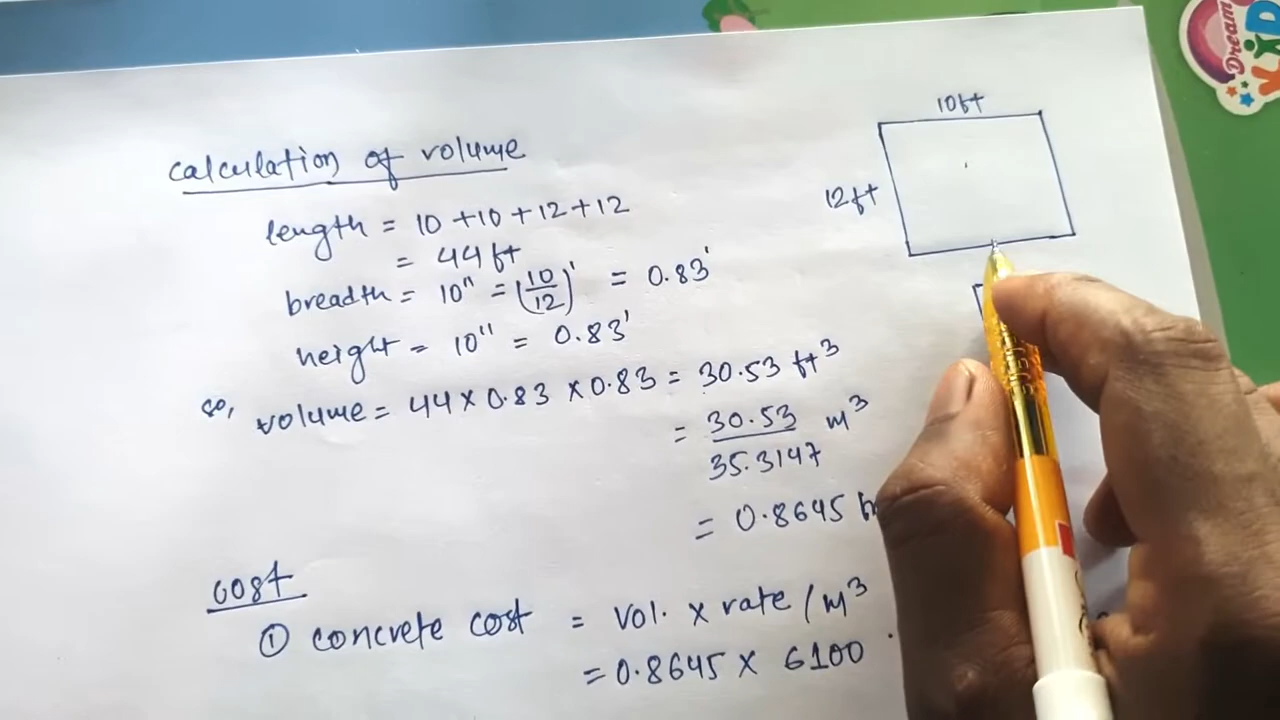 calculation of volume
length = 10 + 10 + 12 + 12
= 44 ft
breadth = 10" = (10/12)' = 0.83'
height = 10" = 0.83'
so, volume = 44 × 0.83 × 0.83 = 30.53 ft³
= 30.53/35.3147 m³
= 0.8645
cost
① concrete cost = vol. × rate / m³
= 0.8645 × 6100
10ft
12ft
Dream
KiD